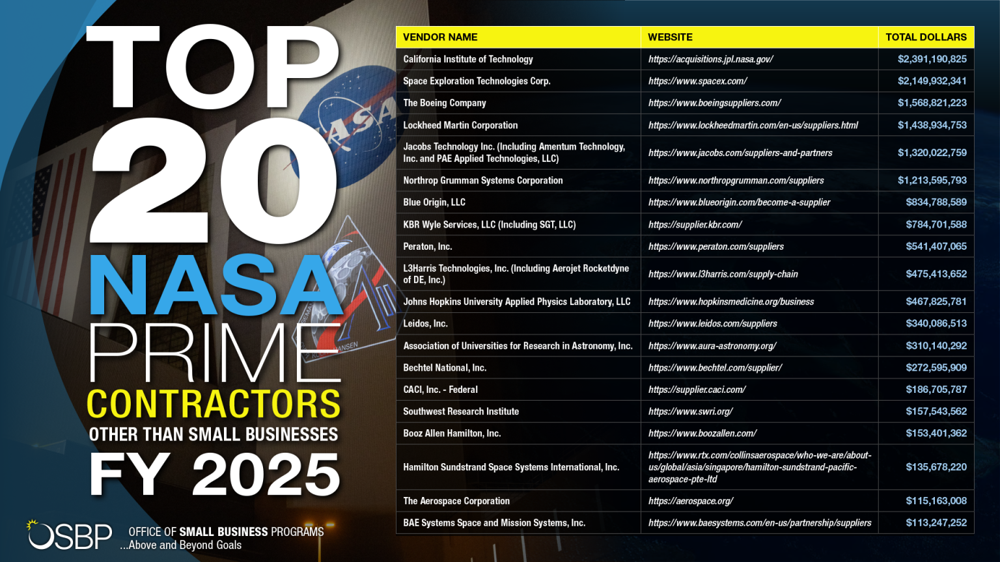 TOP
20
NASA
PRIME
CONTRACTORS
OTHER THAN SMALL BUSINESSES
FY 2025
OSBP
OFFICE OF SMALL BUSINESS PROGRAMS
...Above and Beyond Goals
NASA
HANSEN
VENDOR NAME WEBSITE TOTAL DOLLARS
California Institute of Technology https://acquisitions.jpl.nasa.gov/ $2,391,190,825
Space Exploration Technologies Corp. https://www.spacex.com/ $2,149,932,341
The Boeing Company https://www.boeingsuppliers.com/ $1,568,821,223
Lockheed Martin Corporation https://www.lockheedmartin.com/en-us/suppliers.html $1,438,934,753
Jacobs Technology Inc. (Including Amentum Technology,
Inc. and PAE Applied Technologies, LLC) https://www.jacobs.com/suppliers-and-partners $1,320,022,759
Northrop Grumman Systems Corporation https://www.northropgrumman.com/suppliers $1,213,595,793
Blue Origin, LLC https://www.blueorigin.com/become-a-supplier $834,788,589
KBR Wyle Services, LLC (Including SGT, LLC) https://supplier.kbr.com/ $784,701,588
Peraton, Inc. https://www.peraton.com/suppliers $541,407,065
L3Harris Technologies, Inc. (Including Aerojet Rocketdyne
of DE, Inc.) https://www.l3harris.com/supply-chain $475,413,652
Johns Hopkins University Applied Physics Laboratory, LLC https://www.hopkinsmedicine.org/business $467,825,781
Leidos, Inc. https://www.leidos.com/suppliers $340,086,513
Association of Universities for Research in Astronomy, Inc. https://www.aura-astronomy.org/ $310,140,292
Bechtel National, Inc. https://www.bechtel.com/supplier/ $272,595,909
CACI, Inc. - Federal https://supplier.caci.com/ $186,705,787
Southwest Research Institute https://www.swri.org/ $157,543,562
Booz Allen Hamilton, Inc. https://www.boozallen.com/ $153,401,362
Hamilton Sundstrand Space Systems International, Inc. https://www.rtx.com/collinsaerospace/who-we-are/about-
us/global/asia/singapore/hamilton-sundstrand-pacific-
aerospace-pte-ltd $135,678,220
The Aerospace Corporation https://aerospace.org/ $115,163,008
BAE Systems Space and Mission Systems, Inc. https://www.baesystems.com/en-us/partnership/suppliers $113,247,252